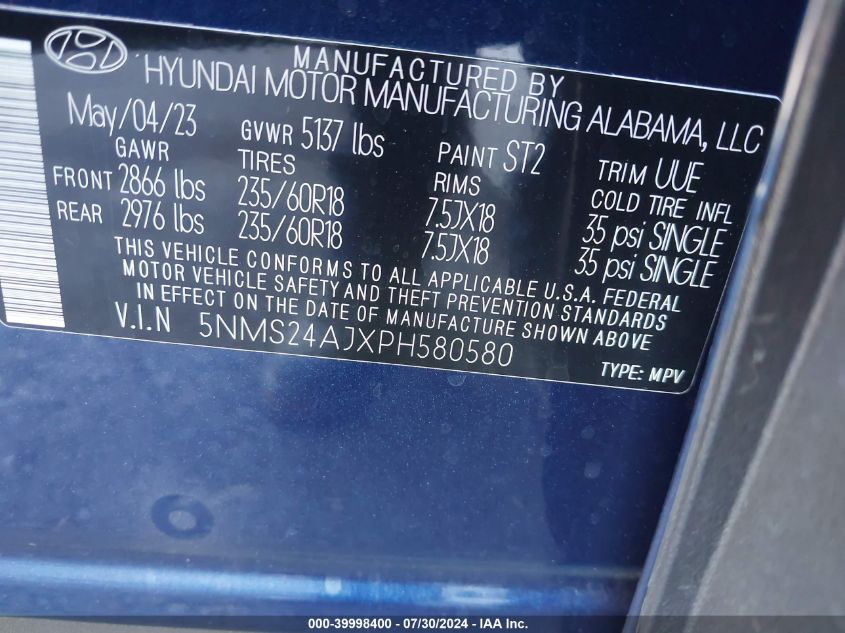 MANUFACTURED BY
HYUNDAI MOTOR MANUFACTURING ALABAMA, LLC
May/04/23 GVWR 5137 lbs PAINT ST2 TRIM UUE
GAWR TIRES RIMS COLD TIRE INFL
FRONT 2866 lbs 235/60R18 7.5JX18 35 psi SINGLE
REAR 2976 lbs 235/60R18 7.5JX18 35 psi SINGLE
THIS VEHICLE CONFORMS TO ALL APPLICABLE U.S.A. FEDERAL
MOTOR VEHICLE SAFETY AND THEFT PREVENTION STANDARDS
IN EFFECT ON THE DATE OF MANUFACTURE SHOWN ABOVE
V.I.N 5NMS24AJXPH580580
TYPE: MPV
000-39998400 - 07/30/2024 - IAA Inc.